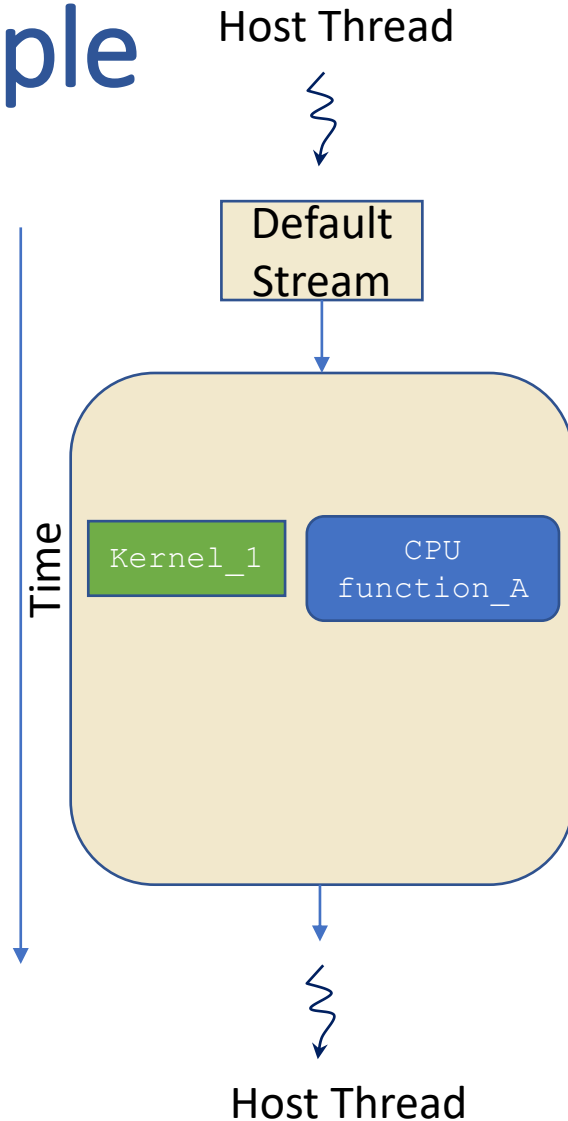 ple
Host Thread
Default
Stream
Time
Kernel_1
CPU
function_A
Host Thread